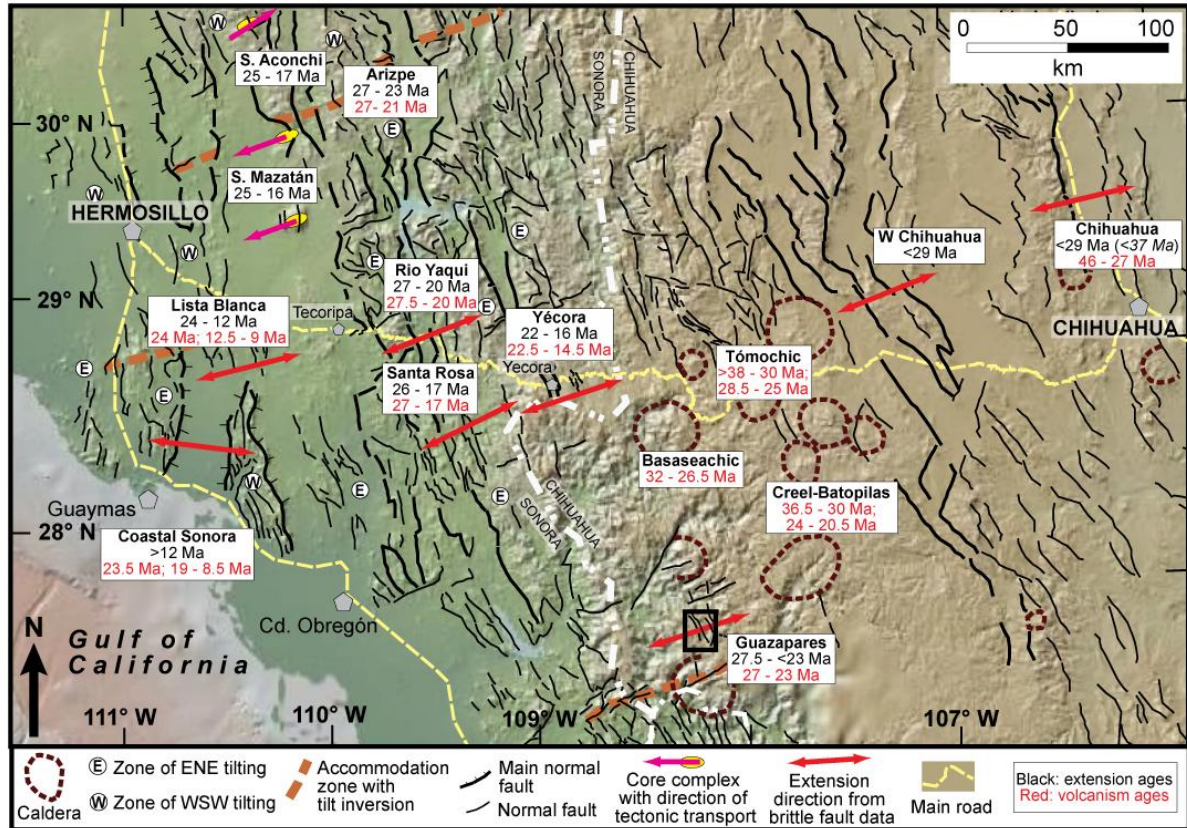 0 50 100
km
S. Aconchi
25 - 17 Ma
Arizpe
27 - 23 Ma
27- 21 Ma
SONORA
CHIHUAHUA
30° N
S. Mazatán
25 - 16 Ma
HERMOSILLO
W
W
W
W
E
E
E
Chihuahua
<29 Ma (<37 Ma)
46 - 27 Ma
W Chihuahua
<29 Ma
Rio Yaqui
27 - 20 Ma
27.5 - 20 Ma
E
29° N
Lista Blanca
24 - 12 Ma
24 Ma; 12.5 - 9 Ma
Tecoripa
Yécora
22 - 16 Ma
22.5 - 14.5 Ma
Yecora
CHIHUAHUA
Tómochic
>38 - 30 Ma;
28.5 - 25 Ma
E
E
Santa Rosa
26 - 17 Ma
27 - 17 Ma
Basaseachic
32 - 26.5 Ma
W
E
E
Creel-Batopilas
36.5 - 30 Ma;
24 - 20.5 Ma
Guaymas
28° N
CHIHUAHUA
SONORA
Coastal Sonora
>12 Ma
23.5 Ma; 19 - 8.5 Ma
Cd. Obregón
N
Gulf of
California
Guazapares
27.5 - <23 Ma
27 - 23 Ma
111° W
110° W
109° W
107° W
Caldera
E Zone of ENE tilting
W Zone of WSW tilting
Accommodation
zone with
tilt inversion
Main normal
fault
Normal fault
Core complex
with direction of
tectonic transport
Extension
direction from
brittle fault data
Main road
Black: extension ages
Red: volcanism ages